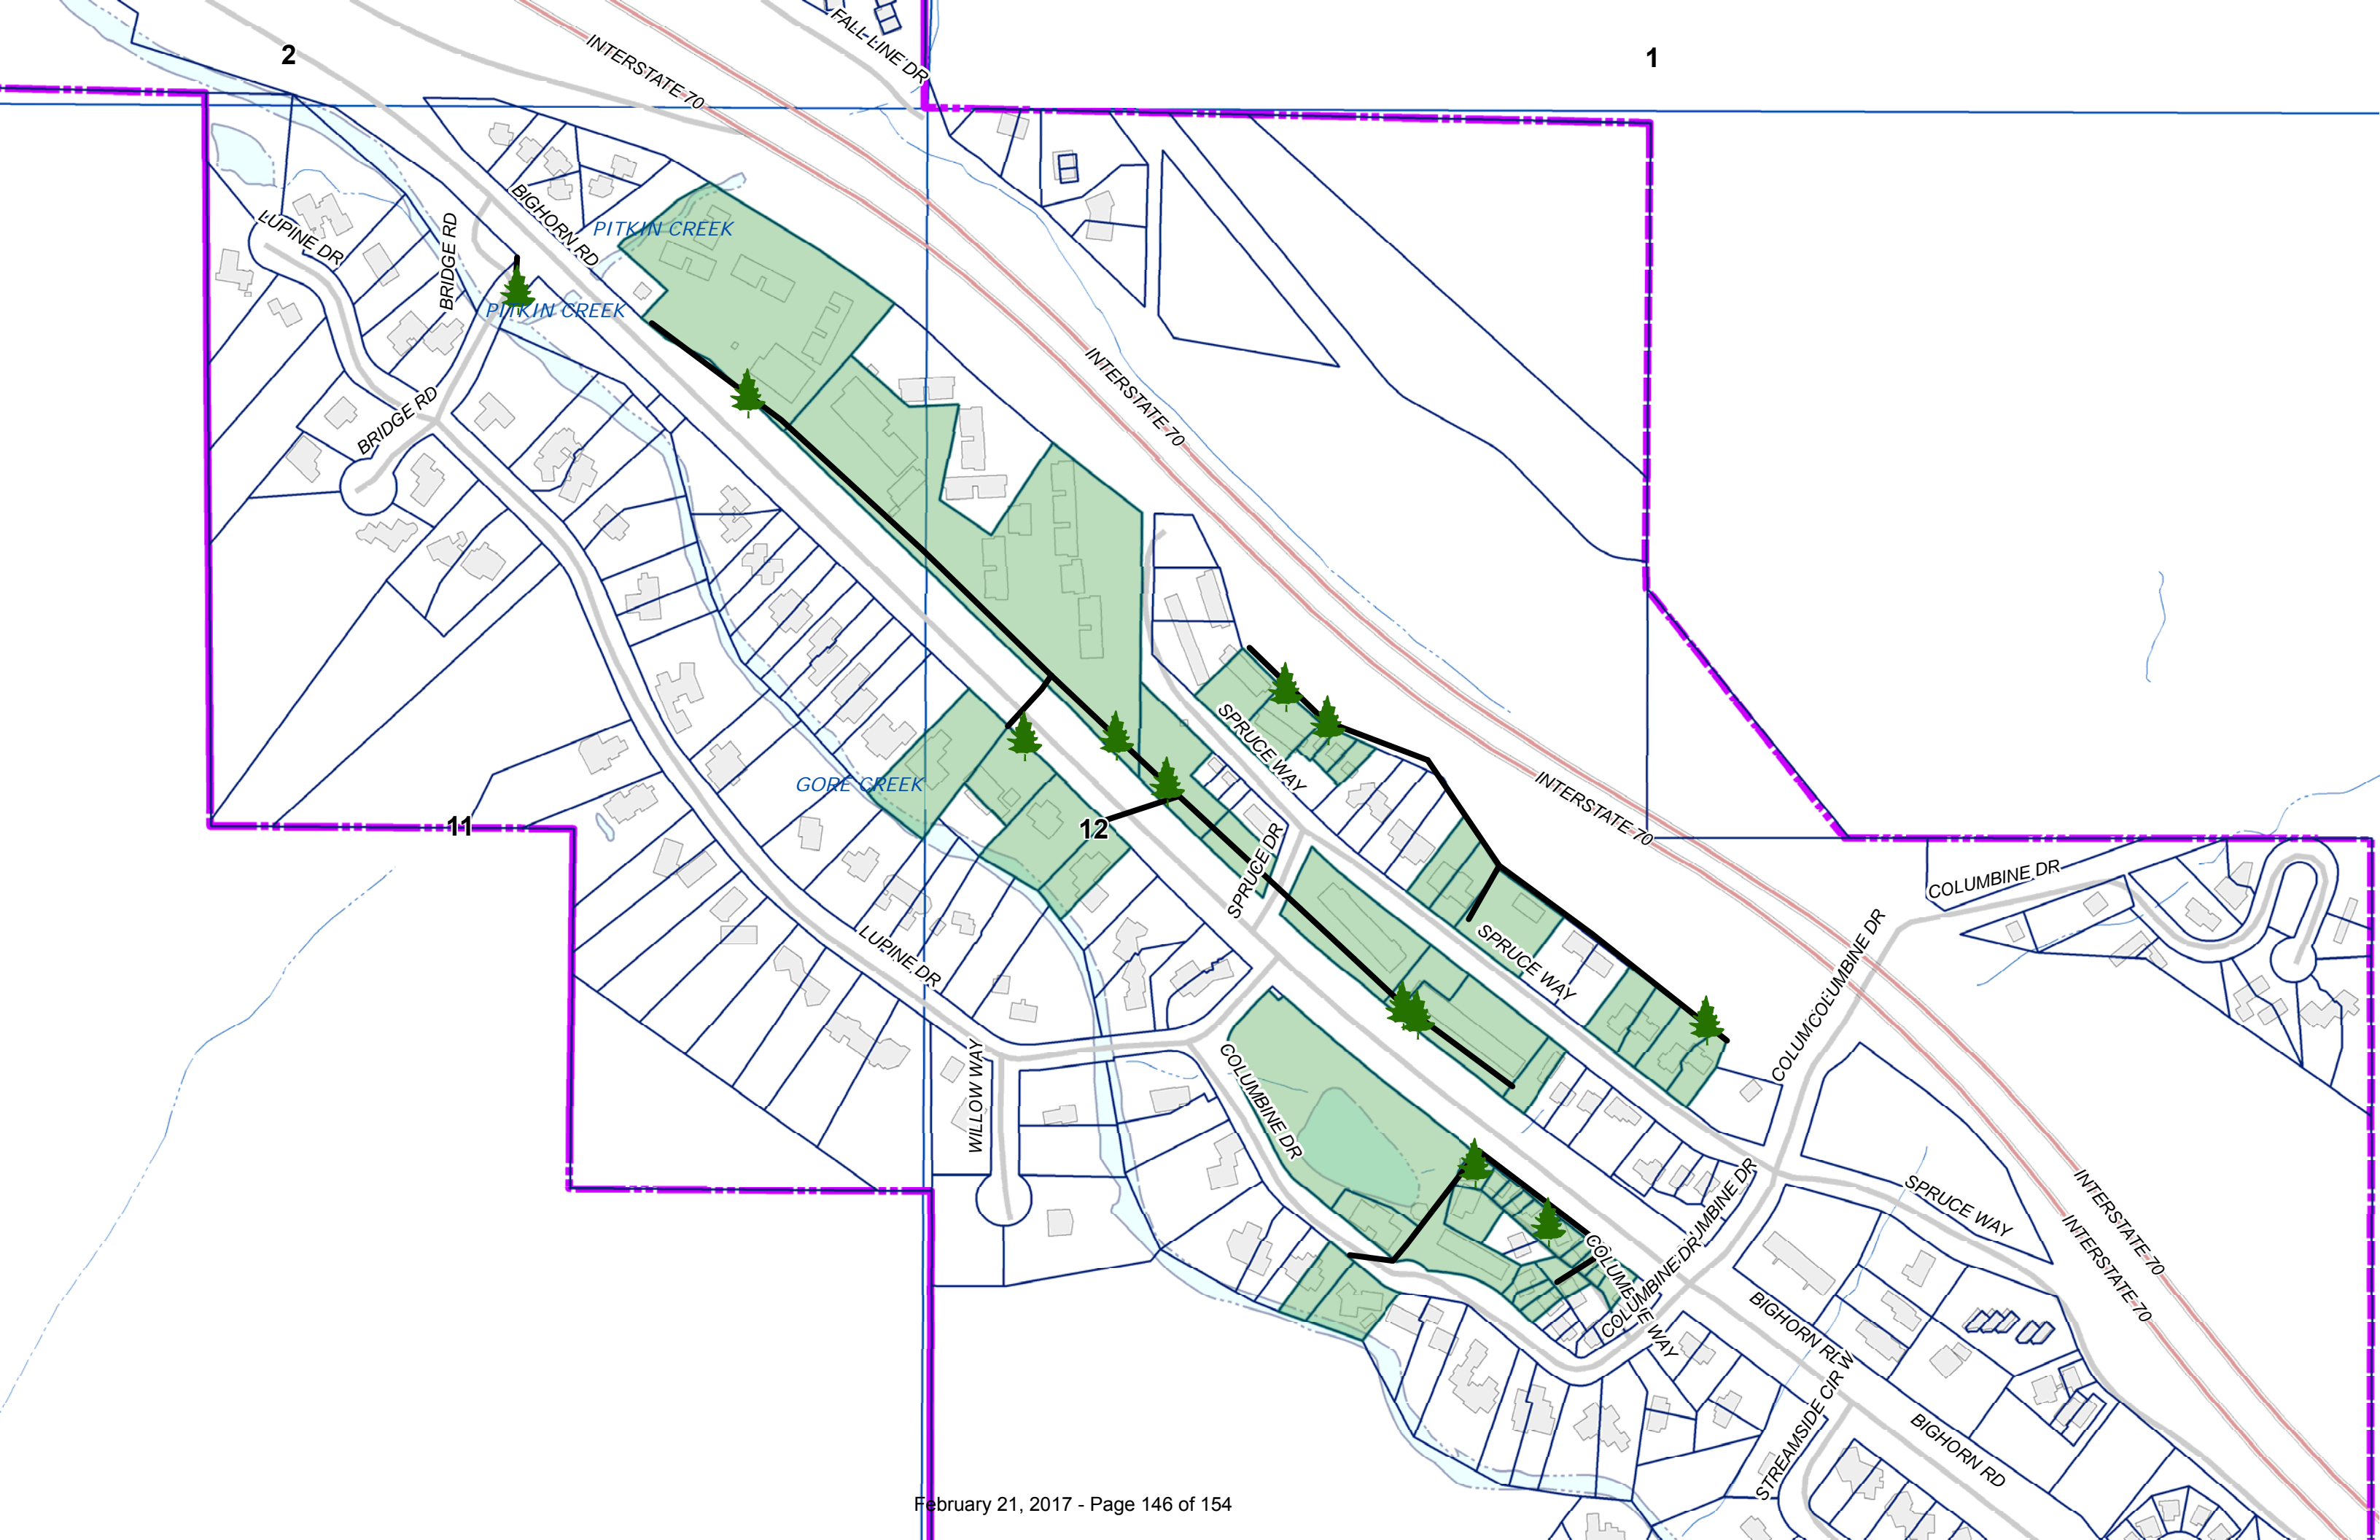 2
1
FALL LINE DR
INTERSTATE 70
BIGHORN RD
PITKIN CREEK
LUPINE DR
BRIDGE RD
PITKIN CREEK
INTERSTATE 70
BRIDGE RD
SPRUCE WAY
GORE CREEK
INTERSTATE 70
11
12
SPRUCE DR
COLUMBINE DR
LUPINE DR
SPRUCE WAY
COLUMBINE DR
WILLOW WAY
COLUMBINE DR
SPRUCE WAY
INTERSTATE 70
INTERSTATE 70
COLUMBINE DR
BIGHORN RD
STREAMSIDE CIR W
BIGHORN RD
February 21, 2017 - Page 146 of 154